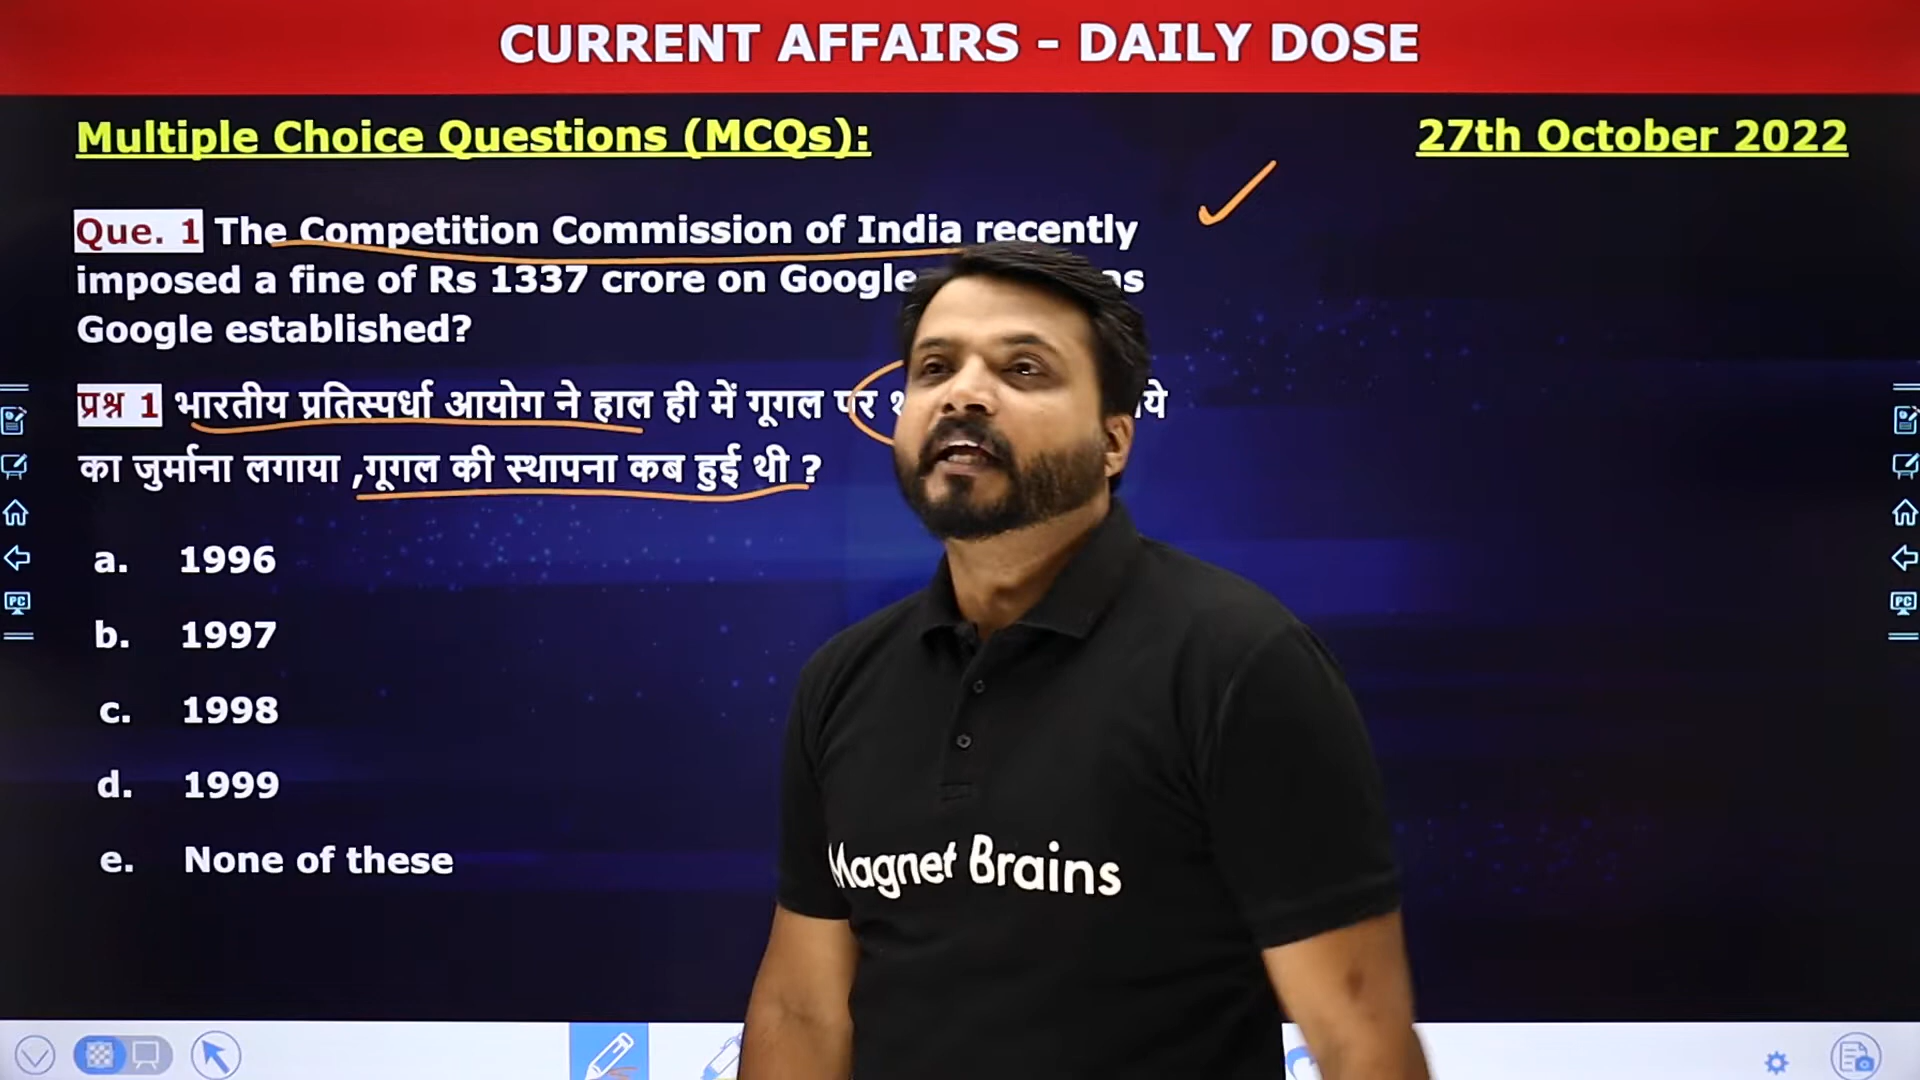 CURRENT AFFAIRS - DAILY DOSE
Multiple Choice Questions (MCQs):
27th October 2022
Que. 1 The Competition Commission of India recently
imposed a fine of Rs 1337 crore on Google
Google established?
प्रश्न 1 भारतीय प्रतिस्पर्धा आयोग ने हाल ही में गूगल पर
का जुर्माना लगाया ,गूगल की स्थापना कब हुई थी ?
a. 1996
b. 1997
c. 1998
d. 1999
e. None of these
Magnet Brains
PC
PC